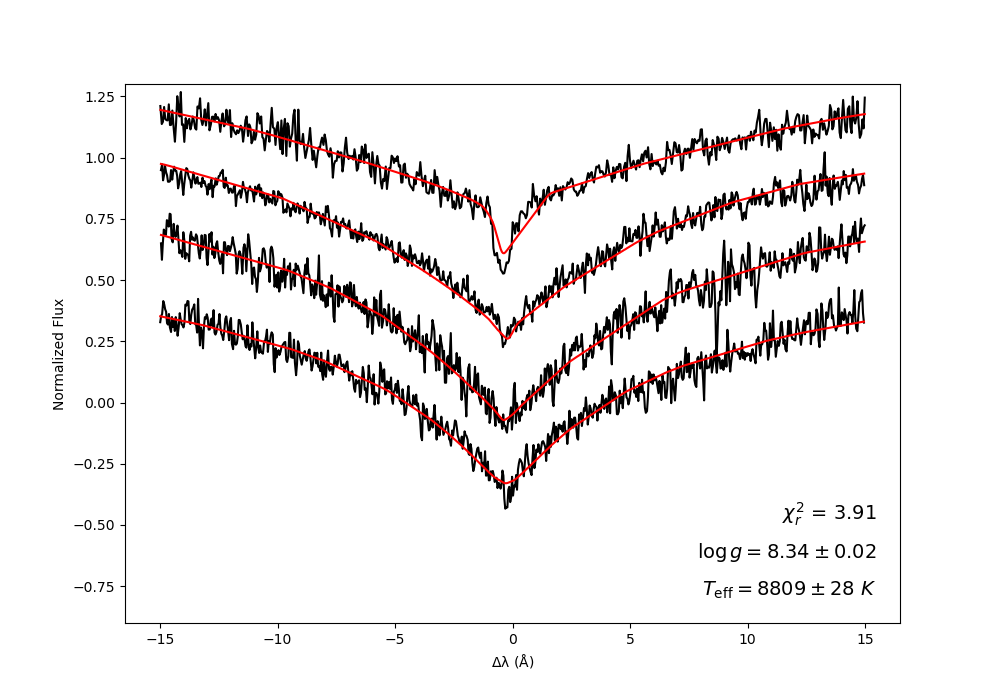 1.25
1.00
0.75
0.50
0.25
0.00
−0.25
−0.50
−0.75
Normalized Flux
χ²ᵣ = 3.91
log g = 8.34 ± 0.02
T_eff = 8809 ± 28 K
−15 −10 −5 0 5 10 15
Δλ (Å)